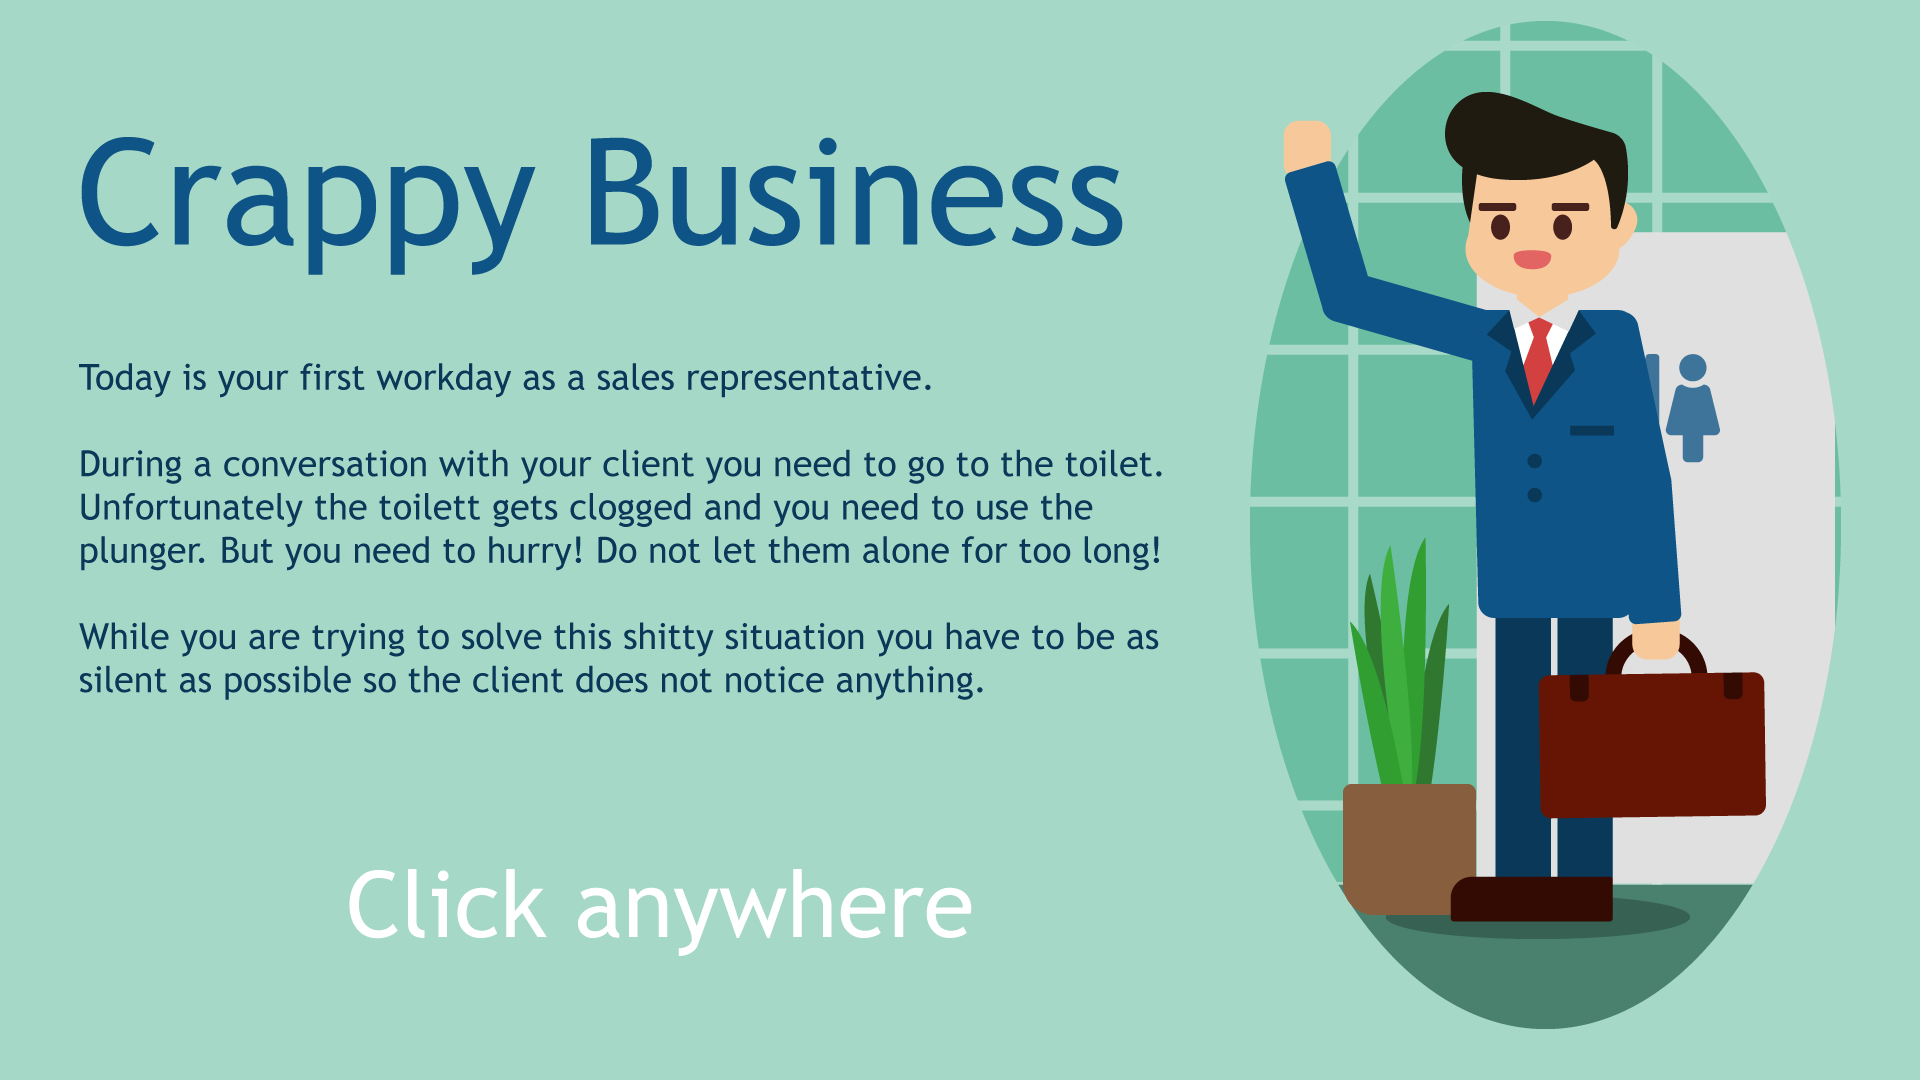 Crappy Business
Today is your first workday as a sales representative.
During a conversation with your client you need to go to the toilet.
Unfortunately the toilett gets clogged and you need to use the
plunger. But you need to hurry! Do not let them alone for too long!
While you are trying to solve this shitty situation you have to be as
silent as possible so the client does not notice anything.
Click anywhere